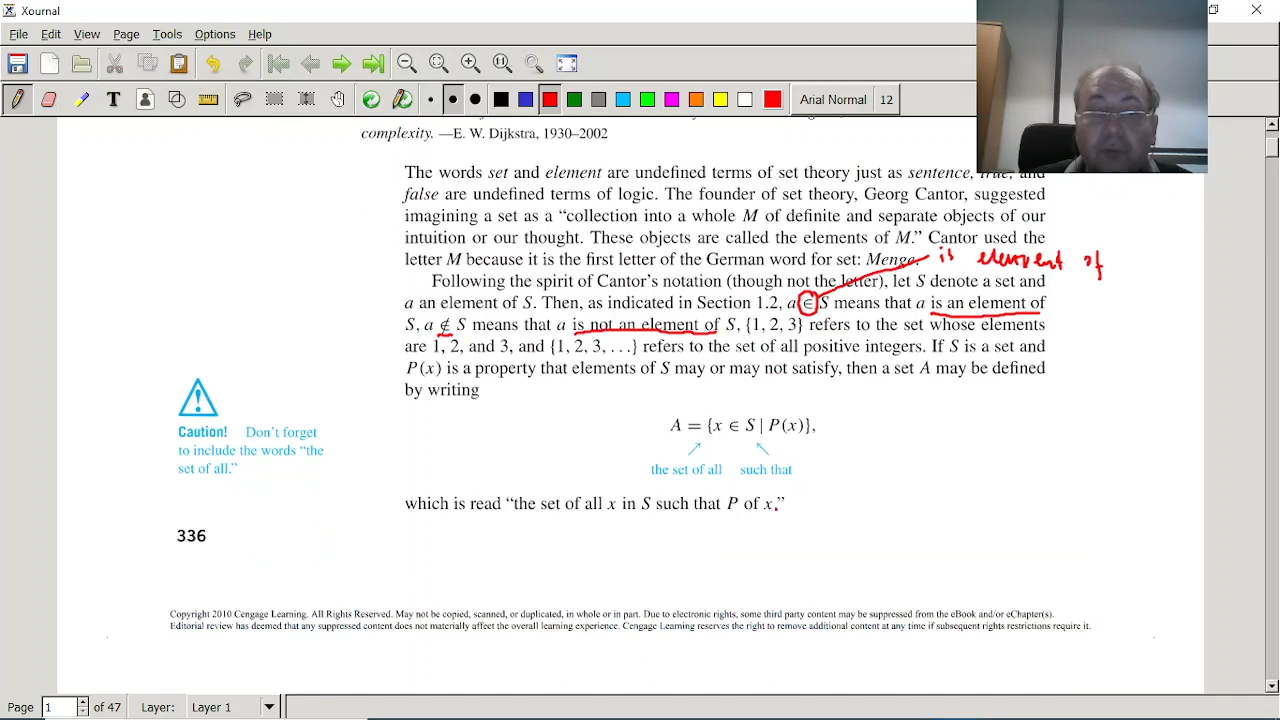 Xournal
File Edit View Page Tools Options Help
Arial Normal 12
complexity. —E. W. Dijkstra, 1930–2002
The words set and element are undefined terms of set theory just as sentence, true, and
false are undefined terms of logic. The founder of set theory, Georg Cantor, suggested
imagining a set as a “collection into a whole M of definite and separate objects of our
intuition or our thought. These objects are called the elements of M.” Cantor used the
letter M because it is the first letter of the German word for set: Menge.
is element of
Following the spirit of Cantor’s notation (though not the letter), let S denote a set and
a an element of S. Then, as indicated in Section 1.2, a ∈ S means that a is an element of
S, a ∉ S means that a is not an element of S, {1, 2, 3} refers to the set whose elements
are 1, 2, and 3, and {1, 2, 3, . . .} refers to the set of all positive integers. If S is a set and
P(x) is a property that elements of S may or may not satisfy, then a set A may be defined
by writing
Caution! Don’t forget
to include the words “the
set of all.”
A = {x ∈ S | P(x)},
the set of all such that
which is read “the set of all x in S such that P of x.”
336
Copyright 2010 Cengage Learning. All Rights Reserved. May not be copied, scanned, or duplicated, in whole or in part. Due to electronic rights, some third party content may be suppressed from the eBook and/or eChapter(s).
Editorial review has deemed that any suppressed content does not materially affect the overall learning experience. Cengage Learning reserves the right to remove additional content at any time if subsequent rights restrictions require it.
Page 1 of 47 Layer: Layer 1